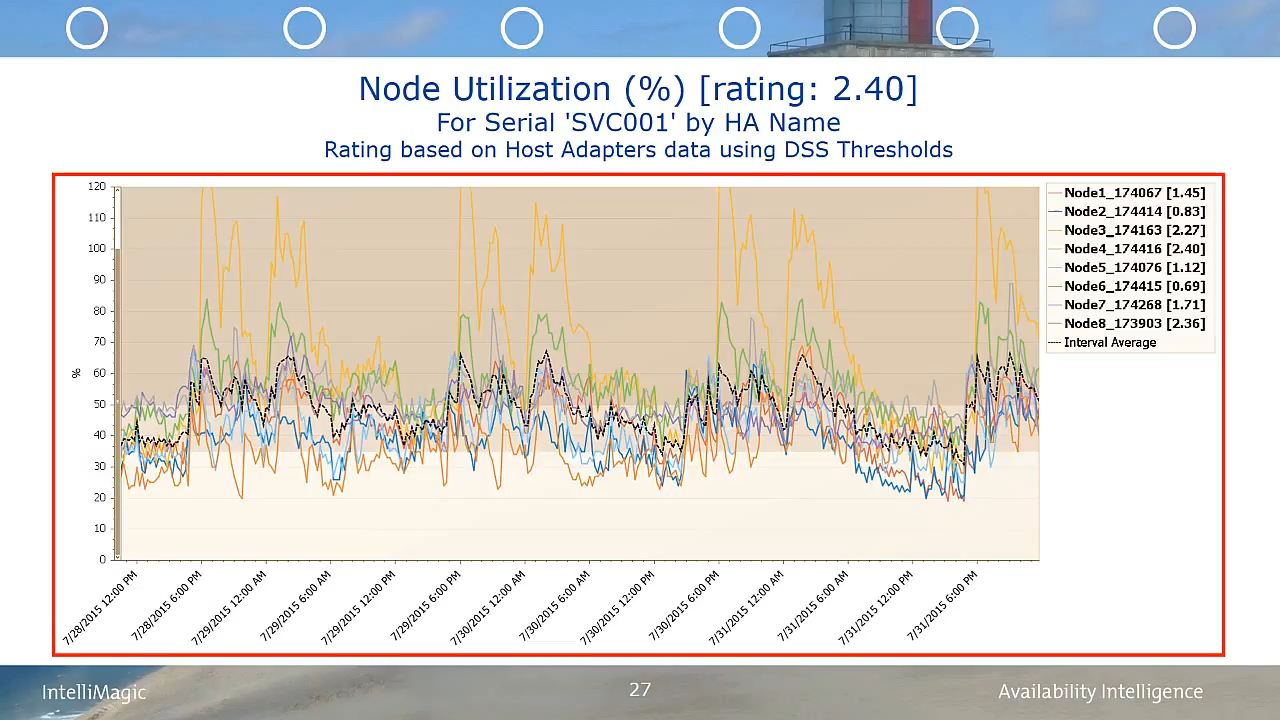 Node Utilization (%) [rating: 2.40]
For Serial 'SVC001' by HA Name
Rating based on Host Adapters data using DSS Thresholds
120
110
100
90
80
70
60
50
40
30
20
10
0
%
Node1_174067 [1.45]
Node2_174414 [0.83]
Node3_174163 [2.27]
Node4_174416 [2.40]
Node5_174076 [1.12]
Node6_174415 [0.69]
Node7_174268 [1.71]
Node8_173903 [2.36]
Interval Average
7/28/2015 12:00 PM
7/28/2015 6:00 PM
7/29/2015 12:00 AM
7/29/2015 6:00 AM
7/29/2015 12:00 PM
7/29/2015 6:00 PM
7/30/2015 12:00 AM
7/30/2015 6:00 AM
7/30/2015 12:00 PM
7/30/2015 6:00 PM
7/31/2015 12:00 AM
7/31/2015 6:00 AM
7/31/2015 12:00 PM
7/31/2015 6:00 PM
IntelliMagic
27
Availability Intelligence